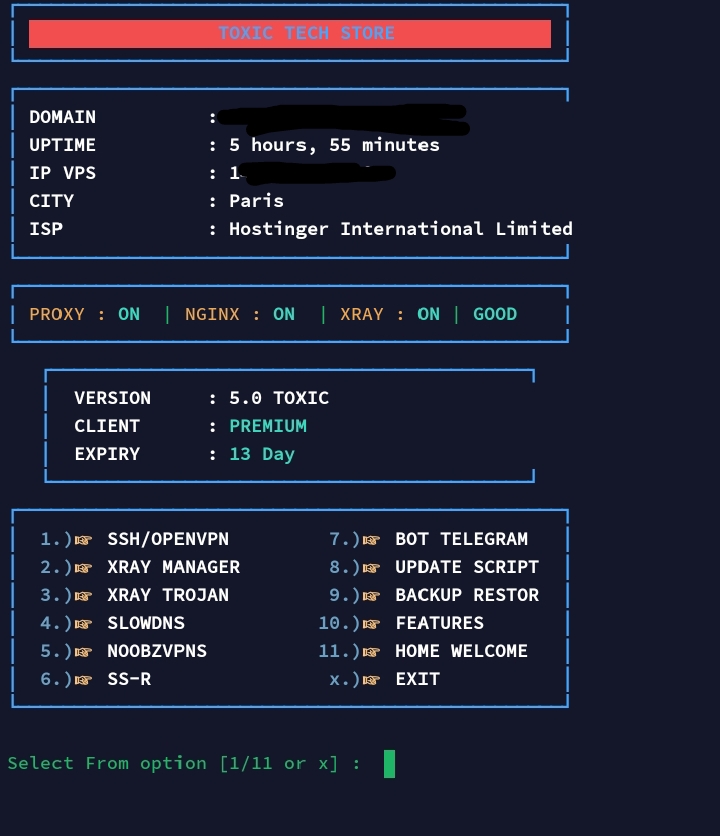 TOXIC TECH STORE
DOMAIN :
UPTIME : 5 hours, 55 minutes
IP VPS : 1
CITY : Paris
ISP : Hostinger International Limited
PROXY : ON | NGINX : ON | XRAY : ON | GOOD
VERSION : 5.0 TOXIC
CLIENT : PREMIUM
EXPIRY : 13 Day
1.)☞ SSH/OPENVPN 7.)☞ BOT TELEGRAM
2.)☞ XRAY MANAGER 8.)☞ UPDATE SCRIPT
3.)☞ XRAY TROJAN 9.)☞ BACKUP RESTOR
4.)☞ SLOWDNS 10.)☞ FEATURES
5.)☞ NOOBZVPNS 11.)☞ HOME WELCOME
6.)☞ SS-R x.)☞ EXIT
Select From option [1/11 or x] :